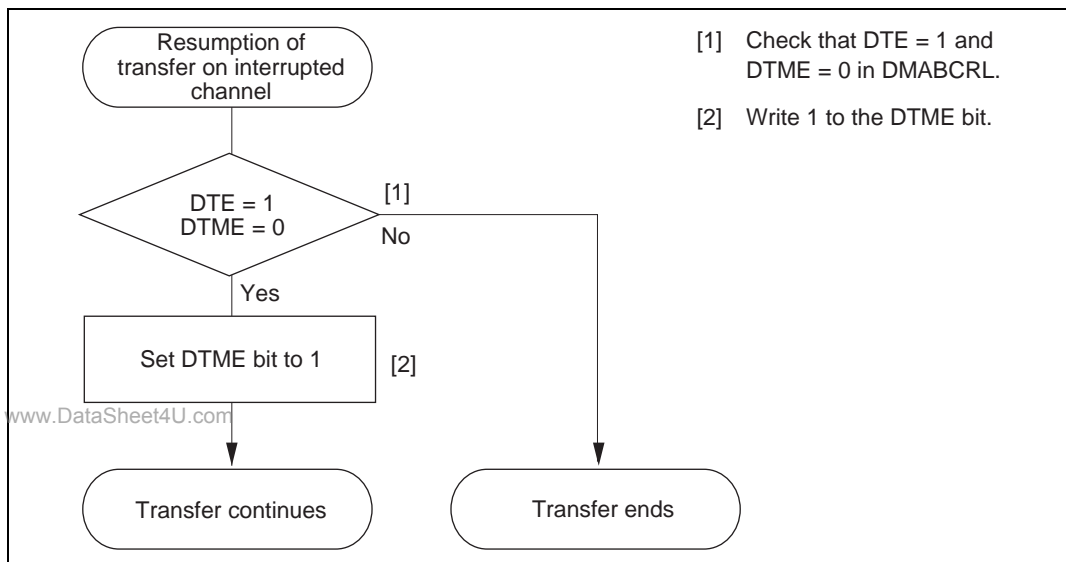 Resumption of
transfer on interrupted
channel
[1] Check that DTE = 1 and
DTME = 0 in DMABCRL.
[2] Write 1 to the DTME bit.
DTE = 1
DTME = 0
[1]
No
Yes
Set DTME bit to 1
[2]
www.DataSheet4U.com
Transfer continues
Transfer ends